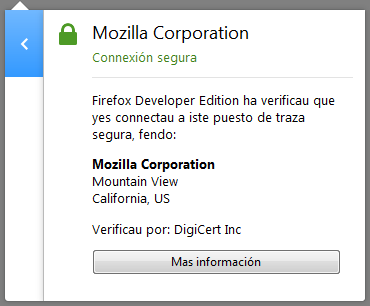 Mozilla Corporation
Connexión segura
Firefox Developer Edition ha verificau que
yes connectau a iste puesto de traza
segura, fendo:
Mozilla Corporation
Mountain View
California, US
Verificau por: DigiCert Inc
Mas información